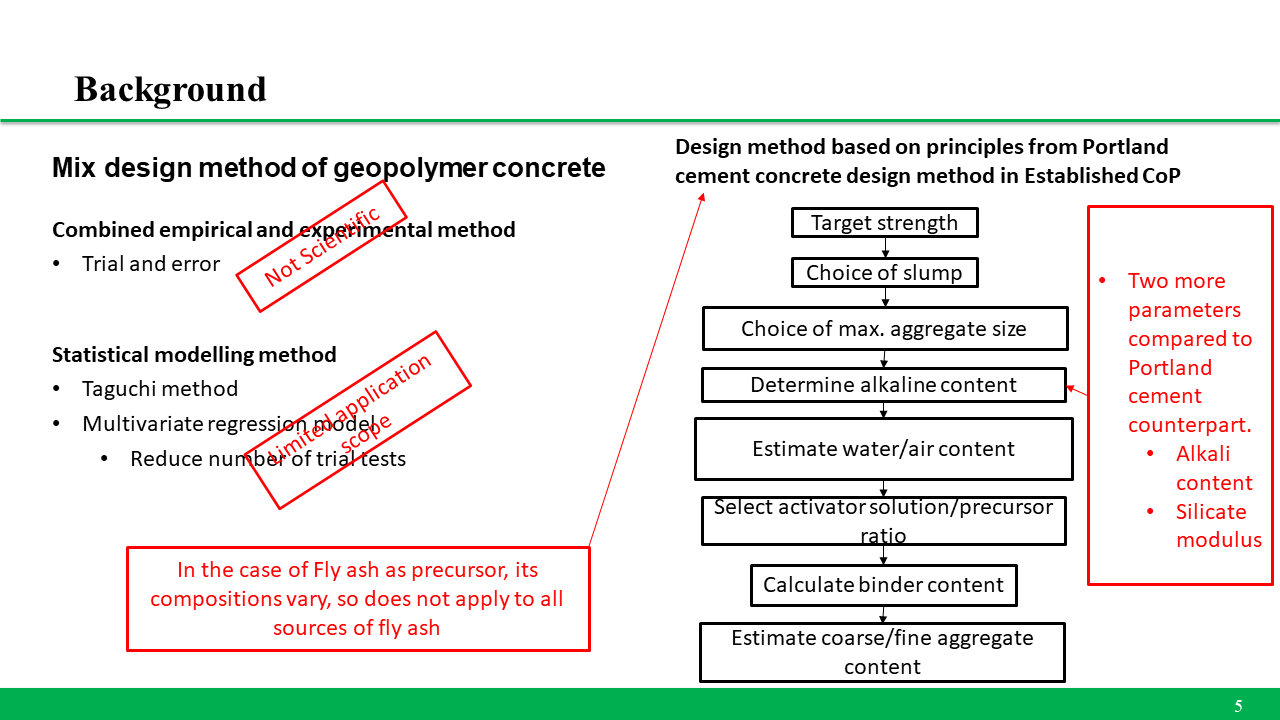 Background
Mix design method of geopolymer concrete
Combined empirical and experimental method
• Trial and error
Not Scientific
Statistical modelling method
• Taguchi method
• Multivariate regression model
• Reduce number of trial tests
Limited application
scope
In the case of Fly ash as precursor, its
compositions vary, so does not apply to all
sources of fly ash
Design method based on principles from Portland
cement concrete design method in Established CoP
Target strength
Choice of slump
Choice of max. aggregate size
Determine alkaline content
Estimate water/air content
Select activator solution/precursor
ratio
Calculate binder content
Estimate coarse/fine aggregate
content
• Two more
parameters
compared to
Portland
cement
counterpart.
• Alkali
content
• Silicate
modulus
5